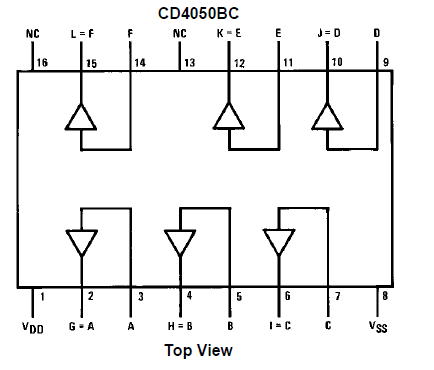 CD4050BC
NC L = F F NC K = E E J = D D
16 15 14 13 12 11 10 9
1 2 3 4 5 6 7 8
VDD G = A A H = B B I = C C VSS
Top View